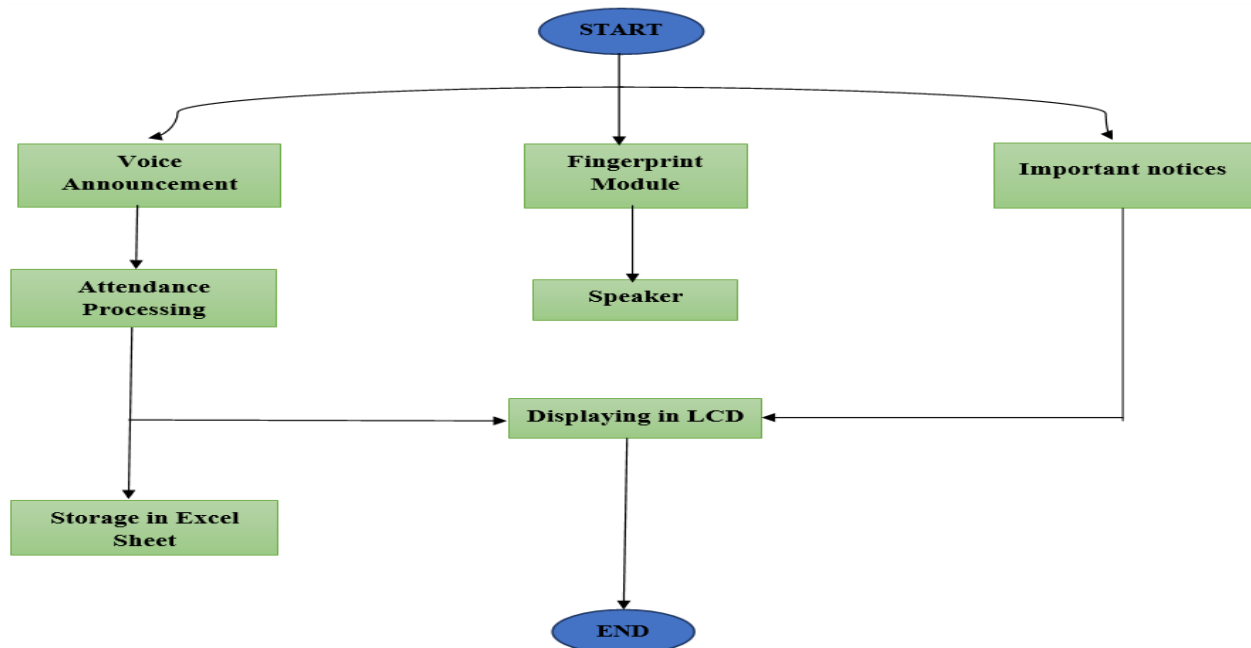 START
Voice
Announcement
Fingerprint
Module
Important notices
Attendance
Processing
Speaker
Displaying in LCD
Storage in Excel
Sheet
END